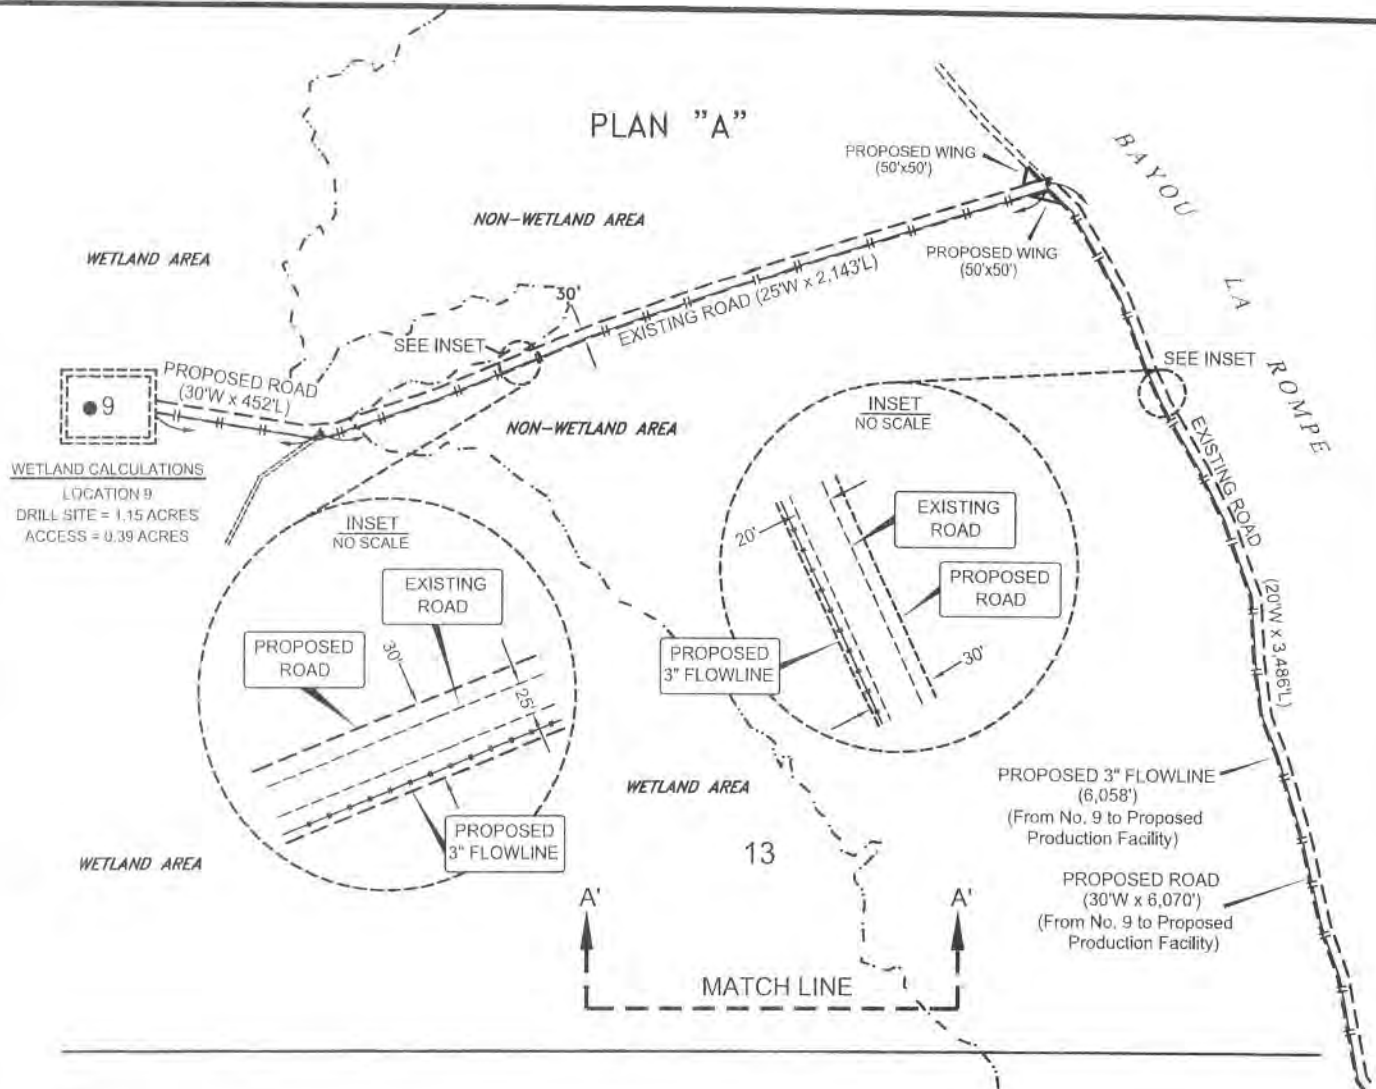 PLAN "A"
PROPOSED WING
(50'x50')
BAYOU LA ROMPE
NON-WETLAND AREA
WETLAND AREA
PROPOSED WING
(50'x50')
30'
EXISTING ROAD (25'W x 2,143'L)
SEE INSET
SEE INSET
PROPOSED ROAD
(30'W x 452'L)
9
INSET
NO SCALE
NON-WETLAND AREA
WETLAND CALCULATIONS
LOCATION 9
DRILL SITE = 1.15 ACRES
ACCESS = 0.39 ACRES
EXISTING ROAD (20'W x 3,486'L)
INSET
NO SCALE
20'
EXISTING
ROAD
PROPOSED
ROAD
EXISTING
ROAD
PROPOSED
ROAD
30'
25'
PROPOSED
3" FLOWLINE
30'
PROPOSED
3" FLOWLINE
WETLAND AREA
PROPOSED 3" FLOWLINE
(6,058')
(From No. 9 to Proposed
Production Facility)
WETLAND AREA
13
PROPOSED ROAD
(30'W x 6,070')
(From No. 9 to Proposed
Production Facility)
A'
A'
MATCH LINE